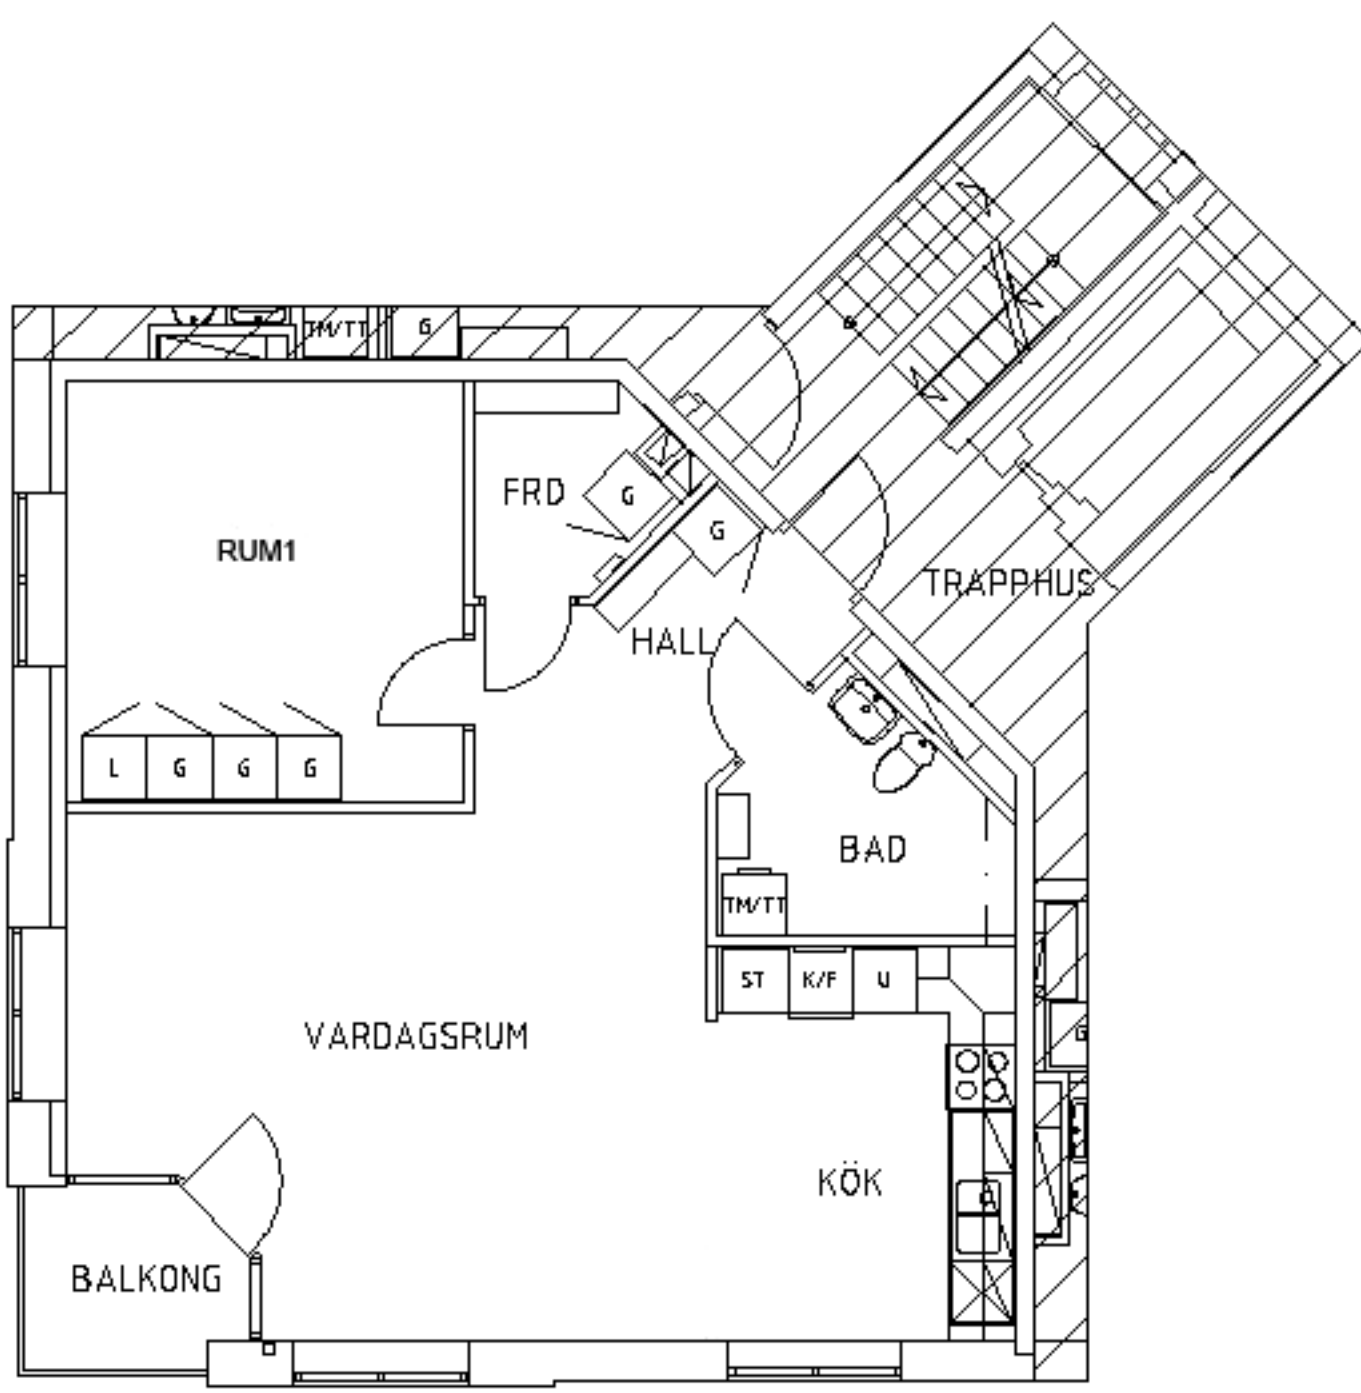 TM/TT G
FRD
G
G
RUM1
TRAPPHUS
HALL
L G G G
BAD
TM/TT
ST K/F U
VARDAGSRUM
G
KÖK
BALKONG